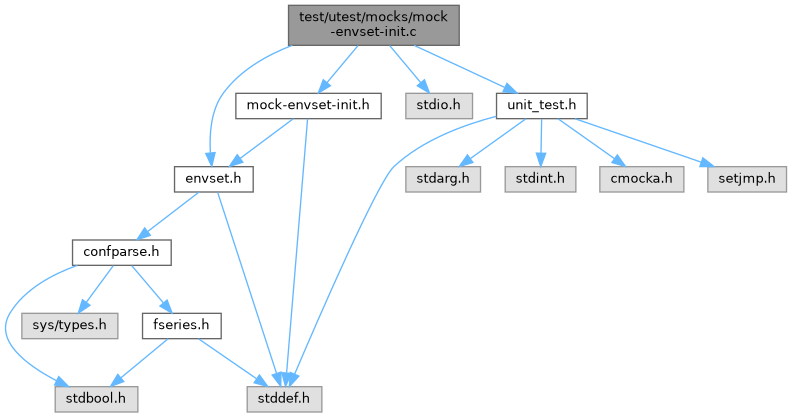 test/utest/mocks/mock
-envset-init.c
mock-envset-init.h
stdio.h
unit_test.h
envset.h
stdarg.h
stdint.h
cmocka.h
setjmp.h
confparse.h
sys/types.h
fseries.h
stdbool.h
stddef.h